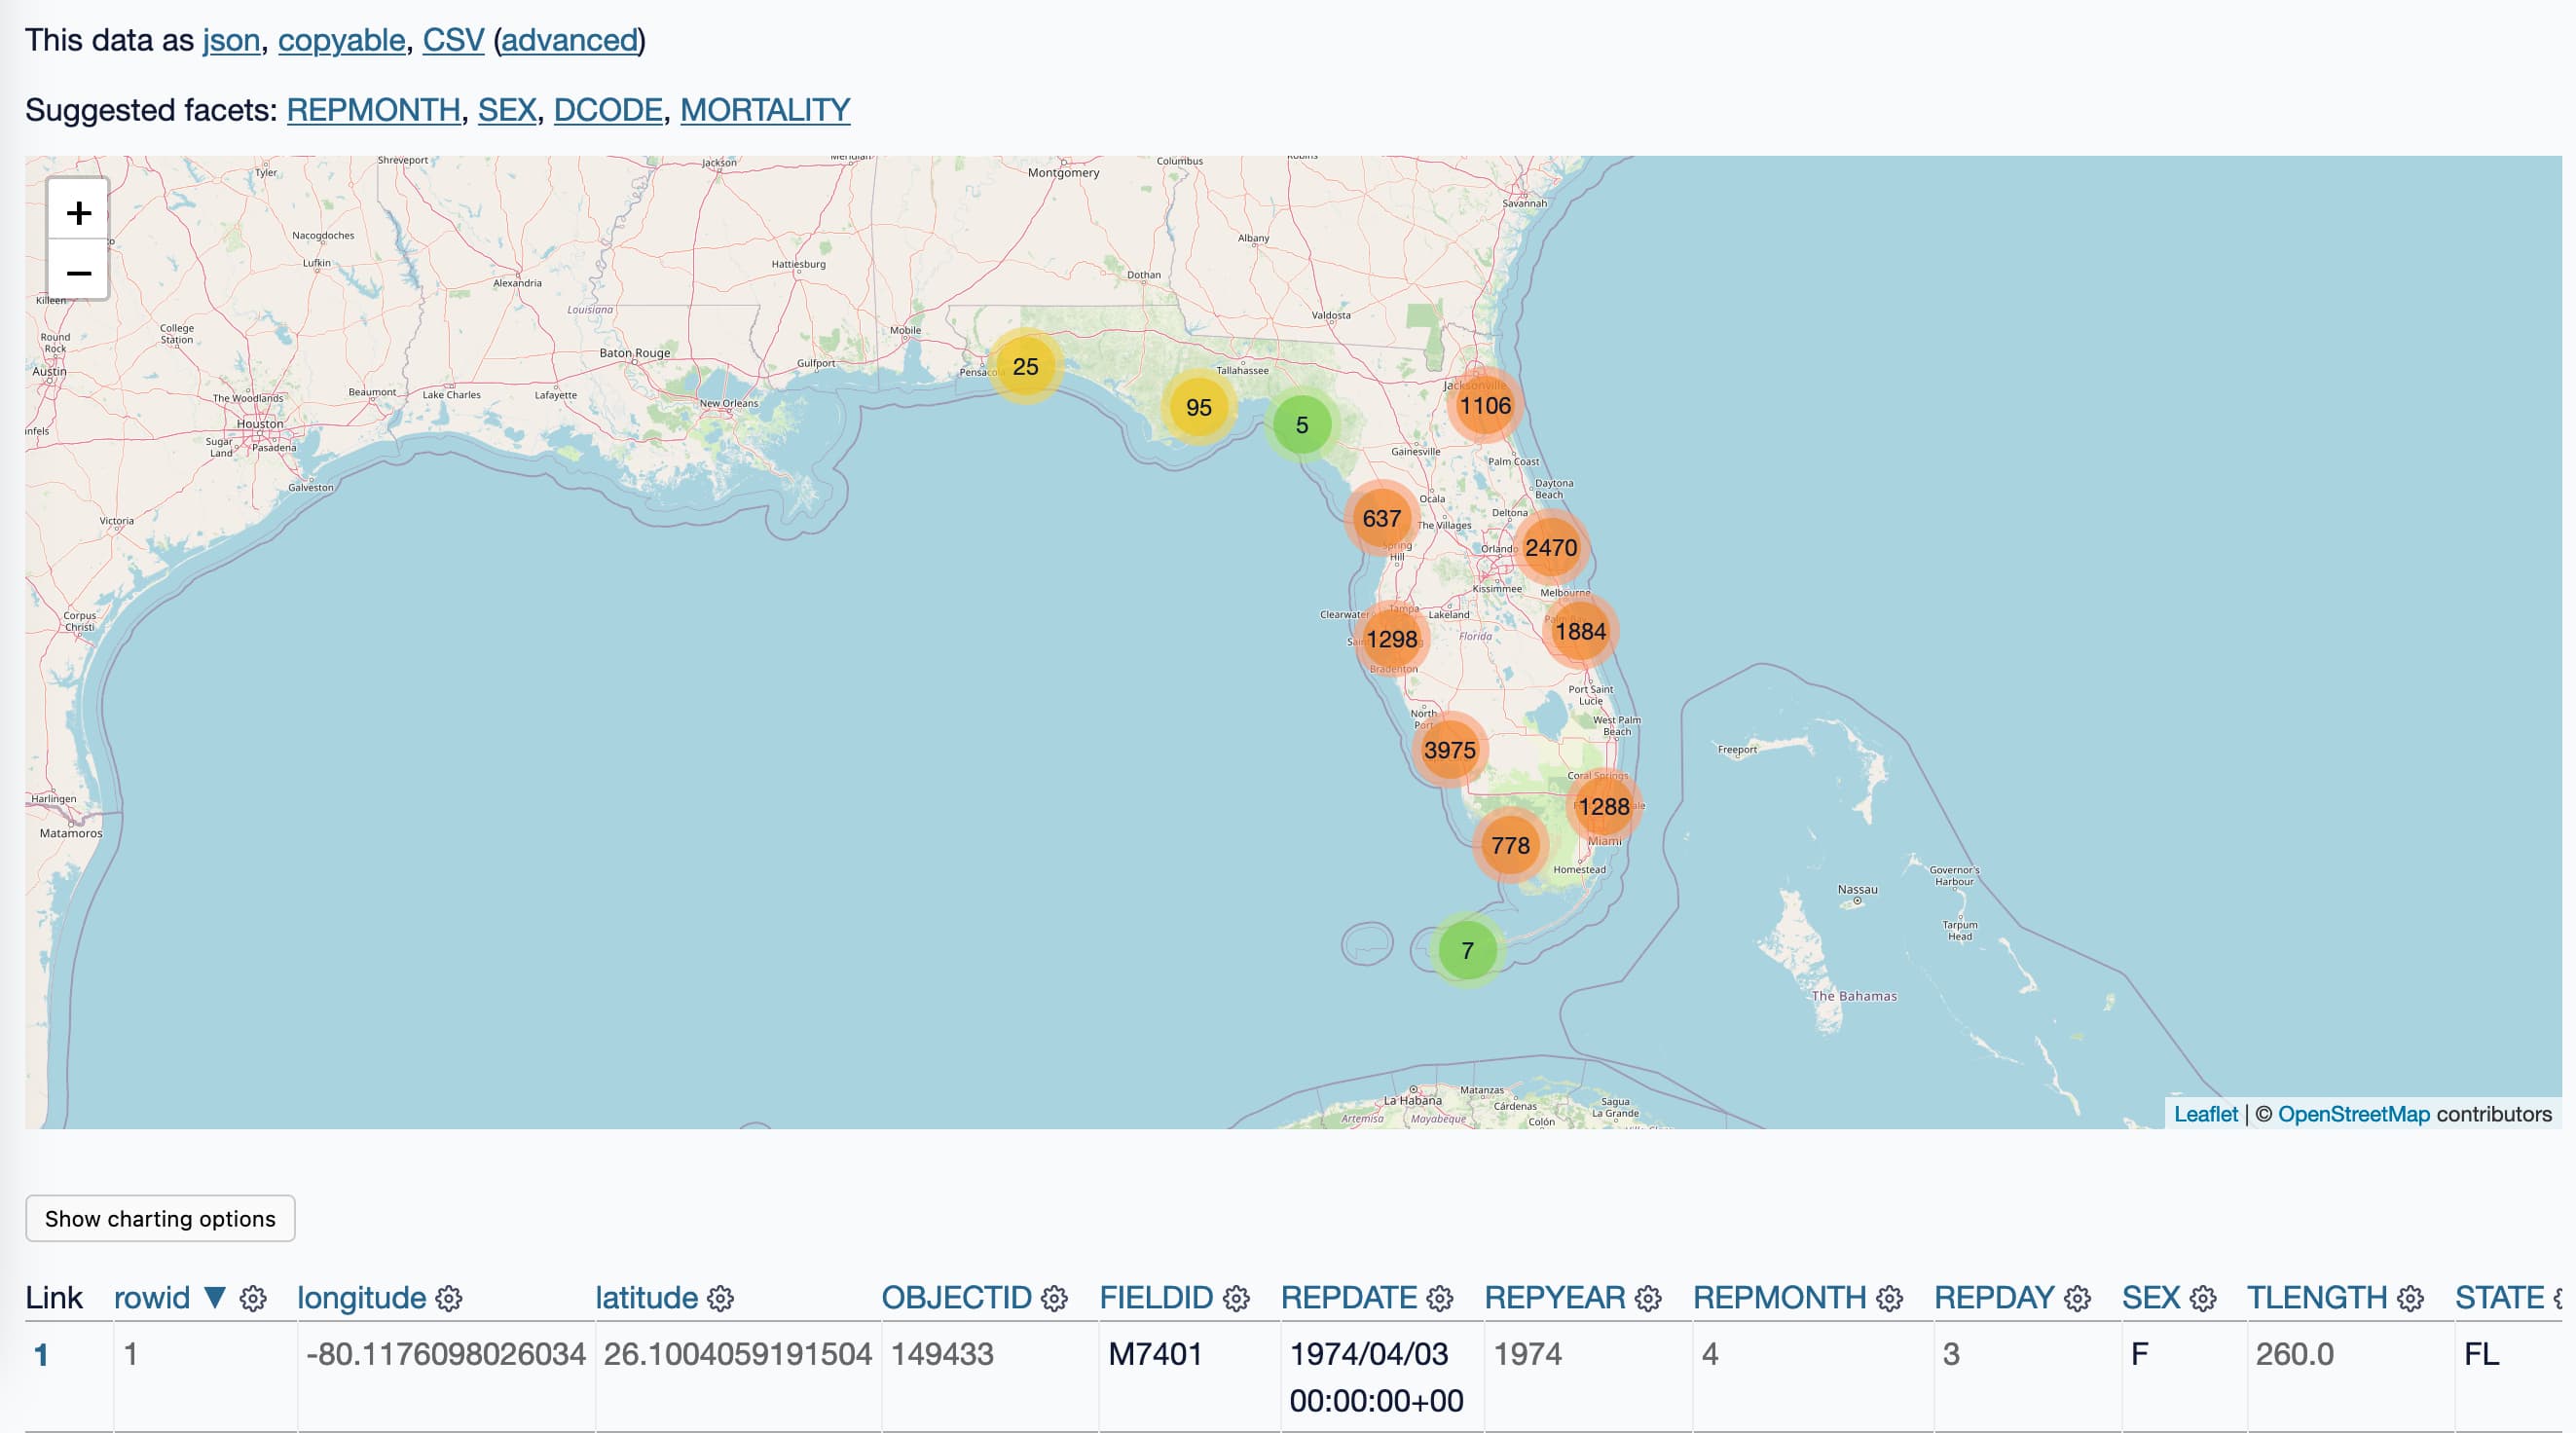 This data as json, copyable, CSV (advanced)
Suggested facets: REPMONTH, SEX, DCODE, MORTALITY
+
−
Shreveport
Tyler
Jackson
Meridian
Montgomery
Columbus
Savannah
Nacogdoches
Lufkin
Alexandria
Hattiesburg
Albany
Dothan
Killeen
Louisiana
Valdosta
College
Station
Round
Rock
Austin
Baton Rouge
Mobile
Gulfport
Pensaco
25
Tallahassee
95
5
Jacksonville
1106
Beaumont
Lake Charles
Lafayette
New Orleans
The Woodlands
Houston
Sugar
Land
Pasadena
nfels
Galveston
Victoria
Gainesville
Palm Coast
Daytona
Beach
Ocala
637
The Villages
Deltona
Spring
Hill
Orlando
2470
Kissimmee
Melbourne
Corpus
Christi
Clearwater
Tampa
Lakeland
1298
Florida
1884
Bradenton
Port Saint
Lucie
North
Port
West Palm
Beach
3975
Freeport
Coral Springs
1288
Harlingen
Matamoros
778
Miami
Homestead
Nassau
Governor's
Harbour
Tarpum
Head
7
The Bahamas
La Habana
Matanzas
Artemisa
Mayabeque
Cárdenas
Colón
Sagua
La Grande
Leaflet | © OpenStreetMap contributors
Show charting options
Link rowid ▼ longitude latitude OBJECTID FIELDID REPDATE REPYEAR REPMONTH REPDAY SEX TLENGTH STATE
1 1 -80.1176098026034 26.1004059191504 149433 M7401 1974/04/03 1974 4 3 F 260.0 FL
00:00:00+00